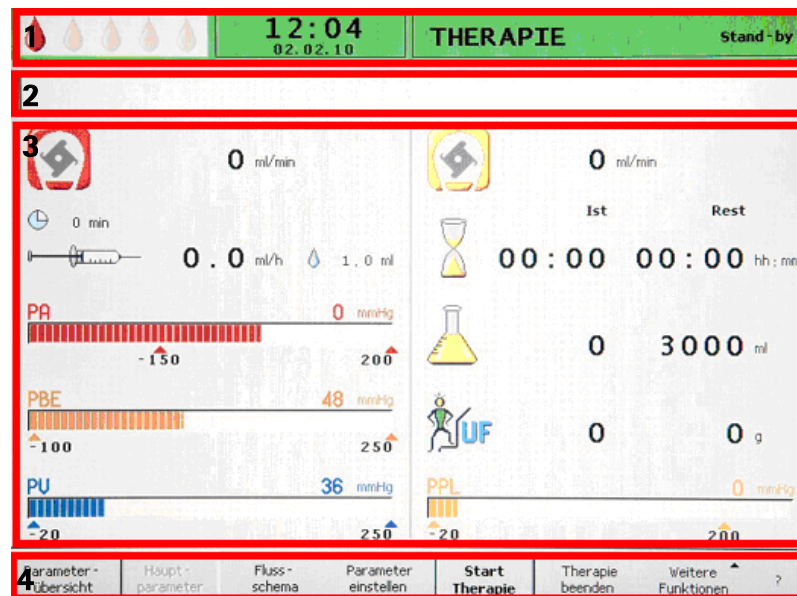 1
12:04
02.02.10
THERAPIE
Stand-by
2
3
0 ml/min
0 ml/min
0 min
Ist Rest
0.0 ml/h 1.0 ml
00:00 00:00 hh:mm
PA 0 mmHg
-150 200
0 3000 ml
PBE 48 mmHg
-100 250
UF 0 0 g
PV 36 mmHg
-20 250
PPL 0 mmHg
-20 200
4
Parameter-
übersicht
Haupt-
parameter
Fluss-
schema
Parameter
einstellen
Start
Therapie
Therapie
beenden
Weitere
Funktionen
?